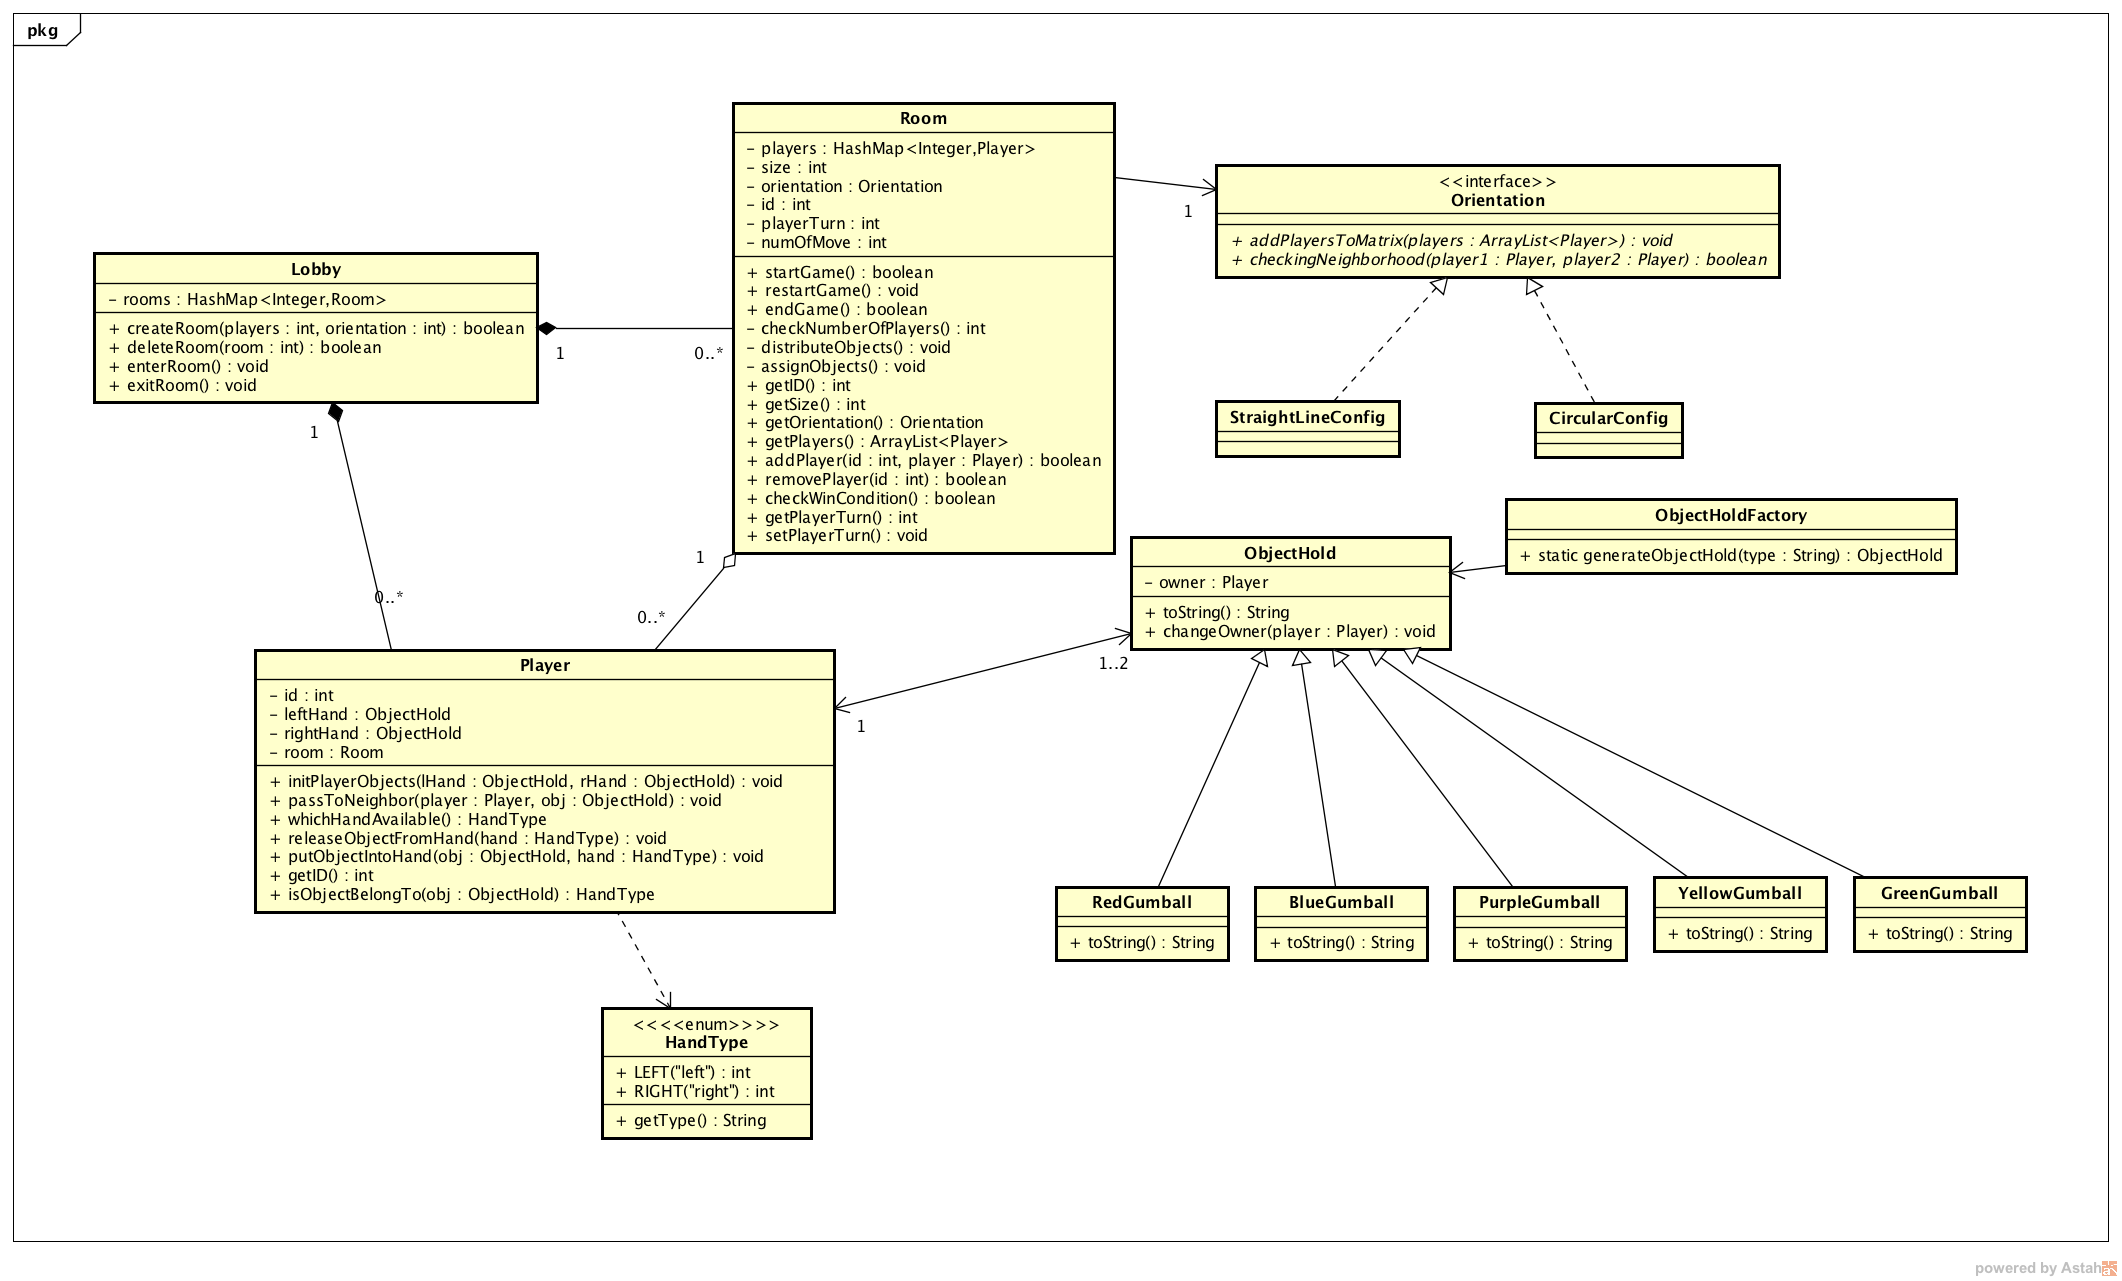 pkg
Room
- players : HashMap<Integer,Player>
- size : int
- orientation : Orientation
- id : int
- playerTurn : int
- numOfMove : int
+ startGame() : boolean
+ restartGame() : void
+ endGame() : boolean
- checkNumberOfPlayers() : int
- distributeObjects() : void
- assignObjects() : void
+ getID() : int
+ getSize() : int
+ getOrientation() : Orientation
+ getPlayers() : ArrayList<Player>
+ addPlayer(id : int, player : Player) : boolean
+ removePlayer(id : int) : boolean
+ checkWinCondition() : boolean
+ getPlayerTurn() : int
+ setPlayerTurn() : void
1
<<interface>>
Orientation
+ addPlayersToMatrix(players : ArrayList<Player>) : void
+ checkingNeighborhood(player1 : Player, player2 : Player) : boolean
Lobby
- rooms : HashMap<Integer,Room>
+ createRoom(players : int, orientation : int) : boolean
+ deleteRoom(room : int) : boolean
+ enterRoom() : void
+ exitRoom() : void
1
0..*
1
0..*
1
0..*
StraightLineConfig
CircularConfig
ObjectHoldFactory
+ static generateObjectHold(type : String) : ObjectHold
ObjectHold
- owner : Player
+ toString() : String
+ changeOwner(player : Player) : void
1..2
1
Player
- id : int
- leftHand : ObjectHold
- rightHand : ObjectHold
- room : Room
+ initPlayerObjects(lHand : ObjectHold, rHand : ObjectHold) : void
+ passToNeighbor(player : Player, obj : ObjectHold) : void
+ whichHandAvailable() : HandType
+ releaseObjectFromHand(hand : HandType) : void
+ putObjectIntoHand(obj : ObjectHold, hand : HandType) : void
+ getID() : int
+ isObjectBelongTo(obj : ObjectHold) : HandType
RedGumball
+ toString() : String
BlueGumball
+ toString() : String
PurpleGumball
+ toString() : String
YellowGumball
+ toString() : String
GreenGumball
+ toString() : String
<<<<enum>>>>
HandType
+ LEFT("left") : int
+ RIGHT("right") : int
+ getType() : String
powered by Astah